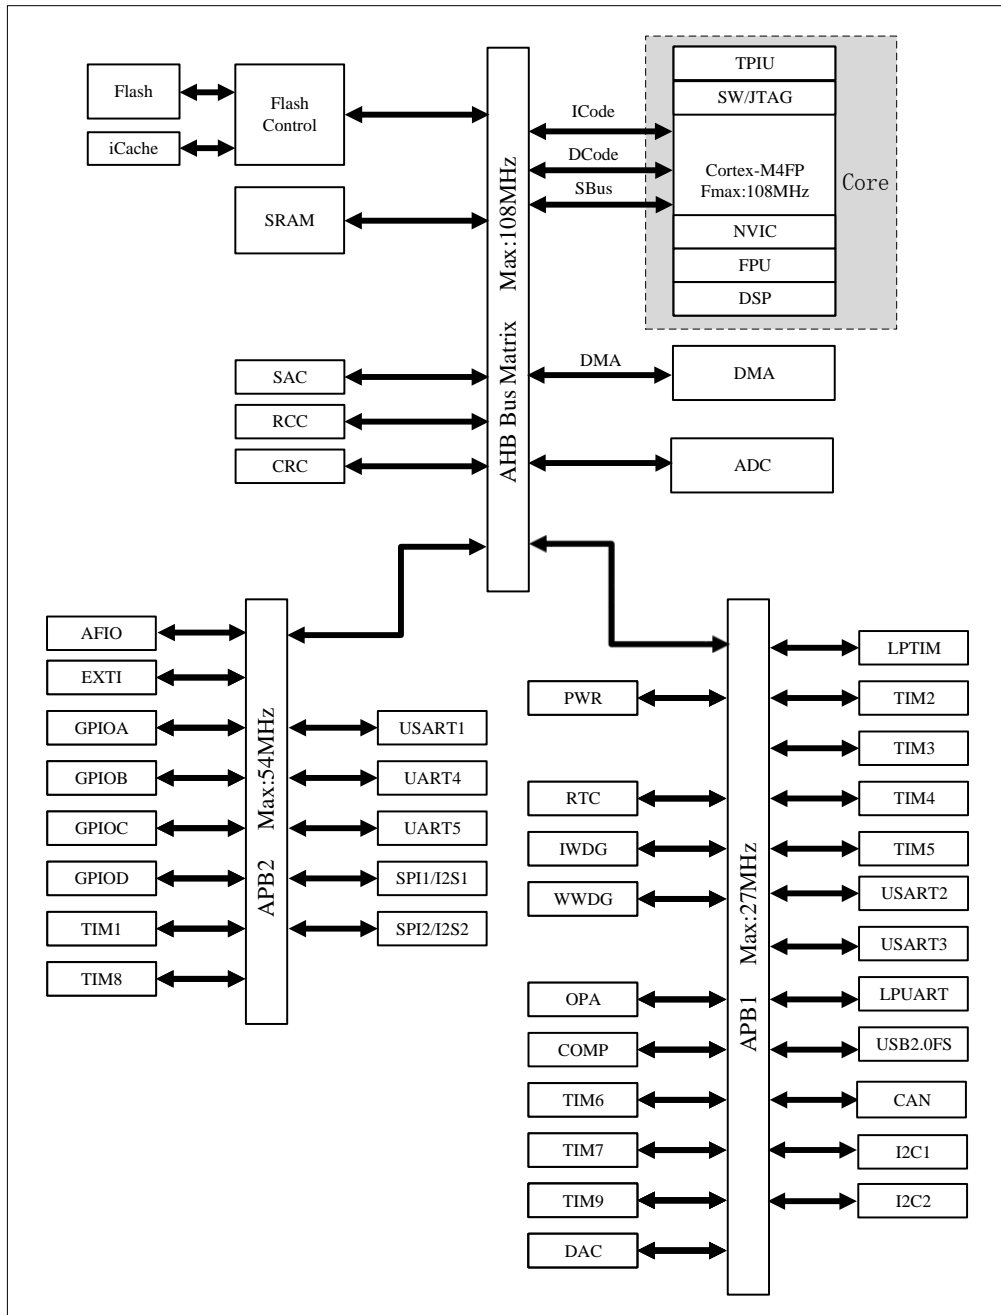 Flash
iCache
Flash
Control
SRAM
SAC
RCC
CRC
AHB Bus Matrix Max:108MHz
ICode
DCode
SBus
DMA
TPIU
SW/JTAG
Cortex-M4FP
Fmax:108MHz
NVIC
FPU
DSP
Core
DMA
ADC
AFIO
EXTI
GPIOA
GPIOB
GPIOC
GPIOD
TIM1
TIM8
APB2 Max:54MHz
USART1
UART4
UART5
SPI1/I2S1
SPI2/I2S2
PWR
RTC
IWDG
WWDG
OPA
COMP
TIM6
TIM7
TIM9
DAC
APB1 Max:27MHz
LPTIM
TIM2
TIM3
TIM4
TIM5
USART2
USART3
LPUART
USB2.0FS
CAN
I2C1
I2C2